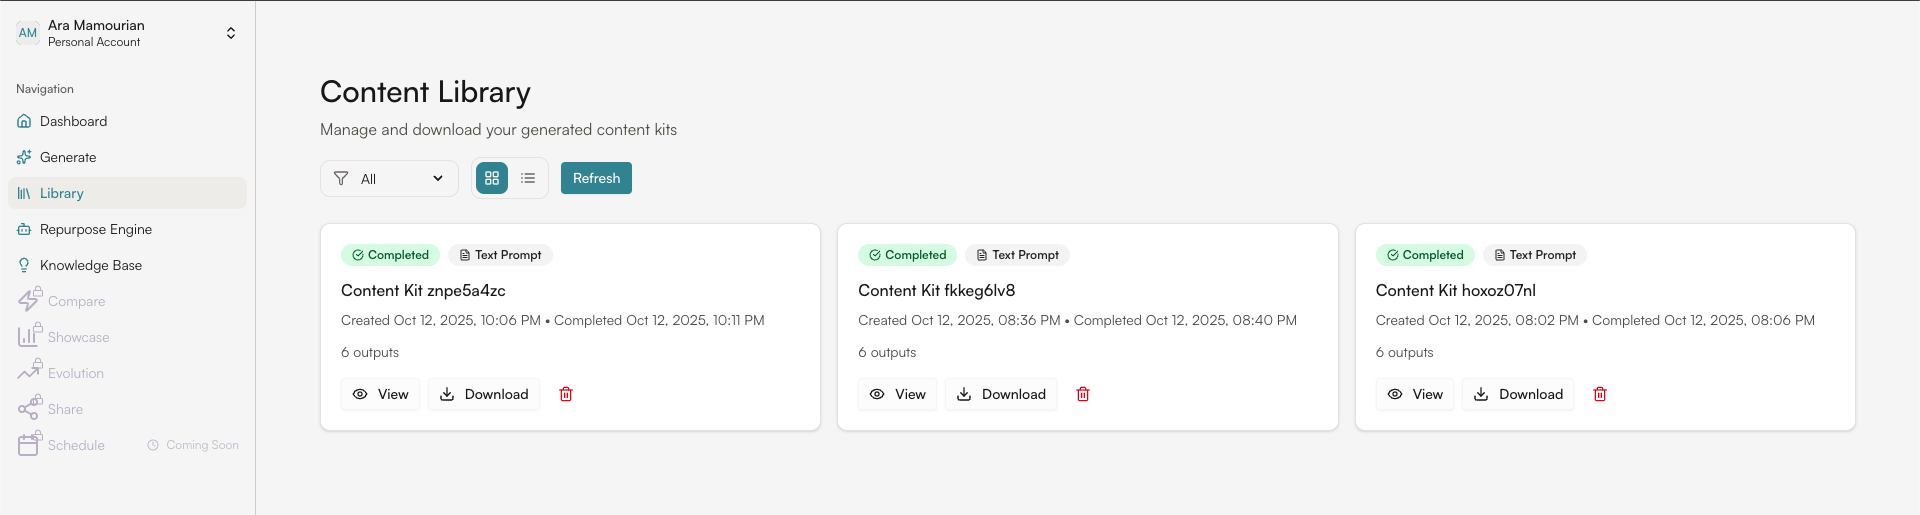 AM
Ara Mamourian
Personal Account
Navigation
Dashboard
Generate
Library
Repurpose Engine
Knowledge Base
Compare
Showcase
Evolution
Share
Schedule Coming Soon
Content Library
Manage and download your generated content kits
All Refresh
Completed Text Prompt
Content Kit znpe5a4zc
Created Oct 12, 2025, 10:06 PM • Completed Oct 12, 2025, 10:11 PM
6 outputs
View Download
Completed Text Prompt
Content Kit fkkeg6lv8
Created Oct 12, 2025, 08:36 PM • Completed Oct 12, 2025, 08:40 PM
6 outputs
View Download
Completed Text Prompt
Content Kit hoxoz07nl
Created Oct 12, 2025, 08:02 PM • Completed Oct 12, 2025, 08:06 PM
6 outputs
View Download